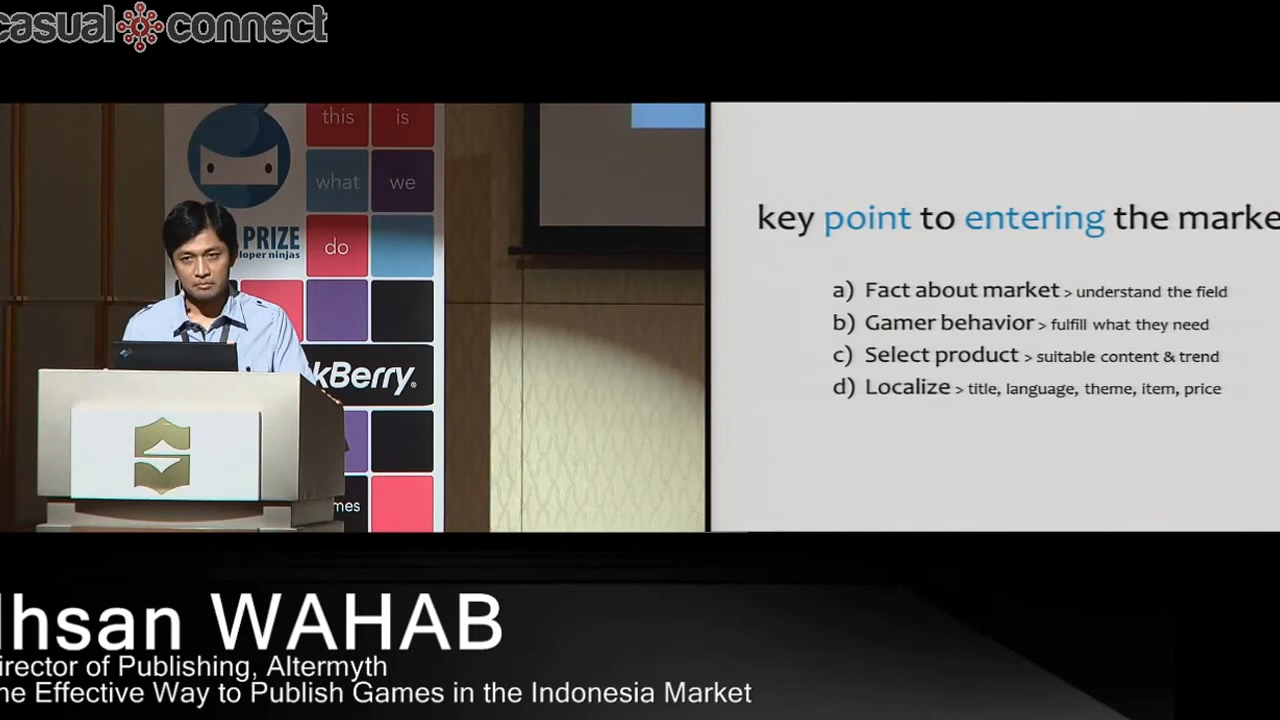 casual connect
this is
what we
PRIZE
loper ninjas
do
kBerry.
mes
key point to entering the marke
a) Fact about market > understand the field
b) Gamer behavior > fulfill what they need
c) Select product > suitable content & trend
d) Localize > title, language, theme, item, price
Ihsan WAHAB
irector of Publishing, Altermyth
he Effective Way to Publish Games in the Indonesia Market